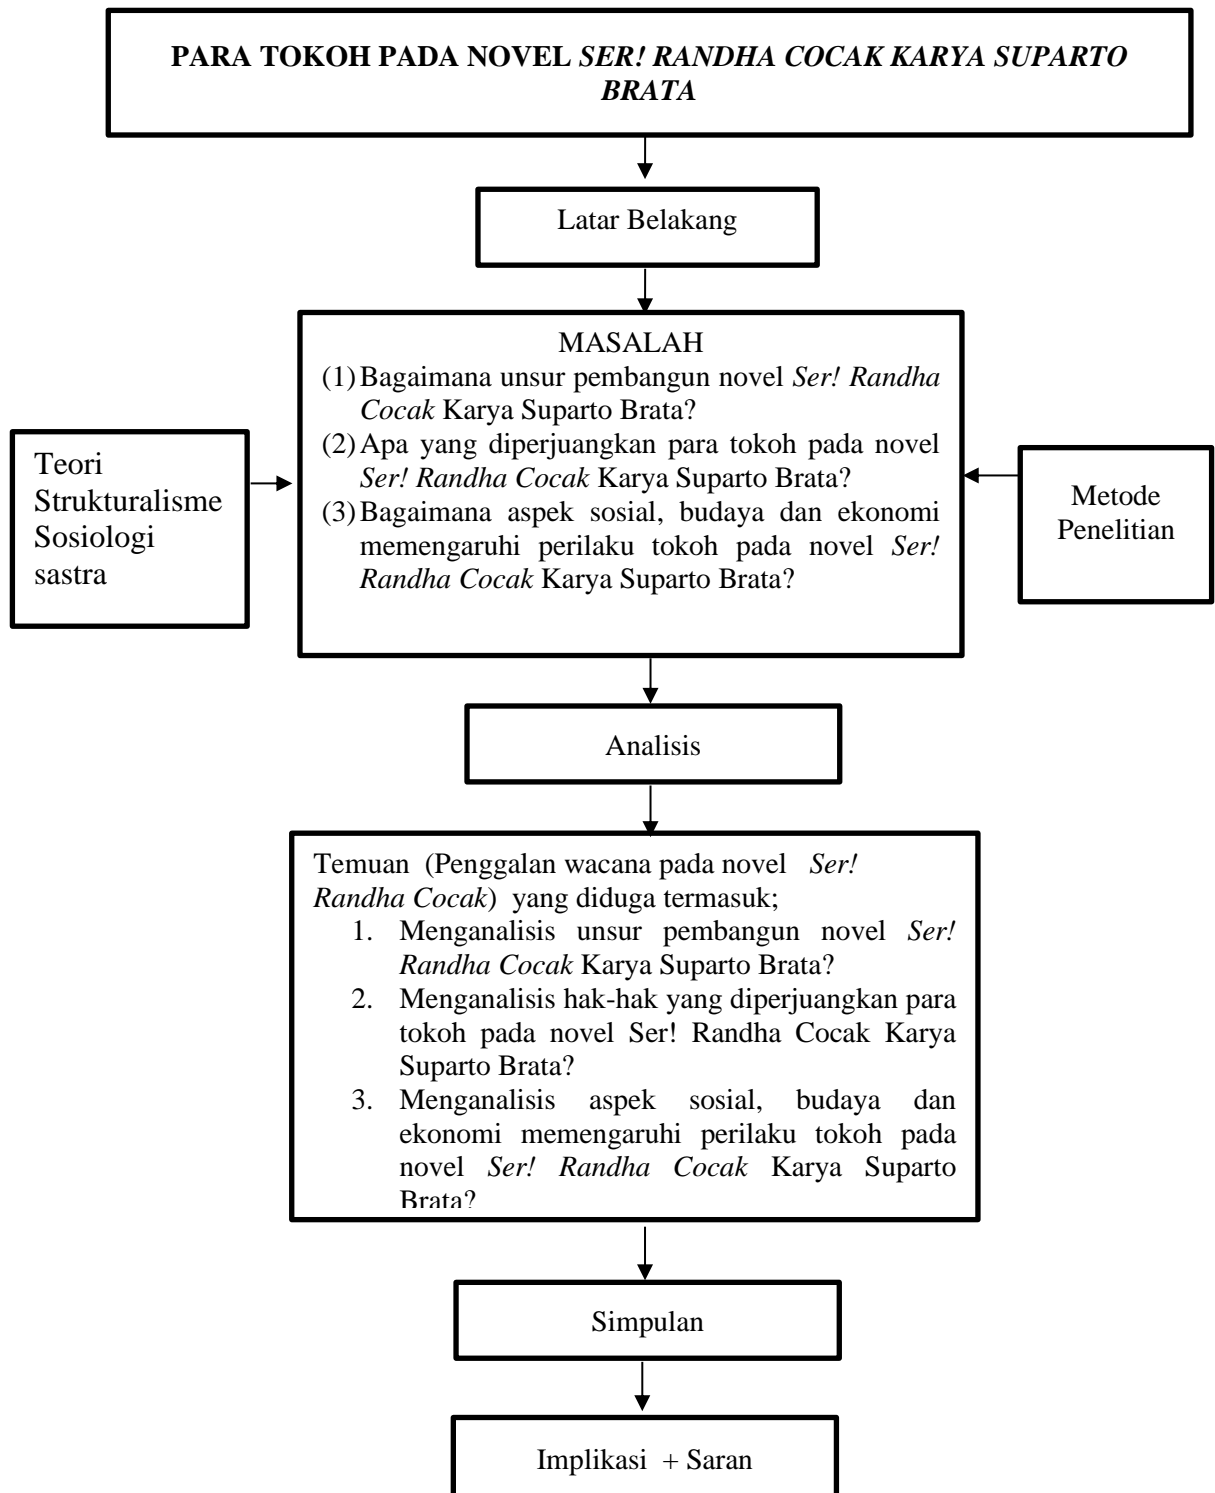 PARA TOKOH PADA NOVEL SER! RANDHA COCAK KARYA SUPARTO
BRATA
Latar Belakang
MASALAH
(1) Bagaimana unsur pembangun novel Ser! Randha
Cocak Karya Suparto Brata?
(2) Apa yang diperjuangkan para tokoh pada novel
Ser! Randha Cocak Karya Suparto Brata?
(3) Bagaimana aspek sosial, budaya dan ekonomi
memengaruhi perilaku tokoh pada novel Ser!
Randha Cocak Karya Suparto Brata?
Teori
Strukturalisme
Sosiologi
sastra
Metode
Penelitian
Analisis
Temuan (Penggalan wacana pada novel Ser!
Randha Cocak) yang diduga termasuk;
1. Menganalisis unsur pembangun novel Ser!
Randha Cocak Karya Suparto Brata?
2. Menganalisis hak-hak yang diperjuangkan para
tokoh pada novel Ser! Randha Cocak Karya
Suparto Brata?
3. Menganalisis aspek sosial, budaya dan
ekonomi memengaruhi perilaku tokoh pada
novel Ser! Randha Cocak Karya Suparto
Brata?
Simpulan
Implikasi + Saran